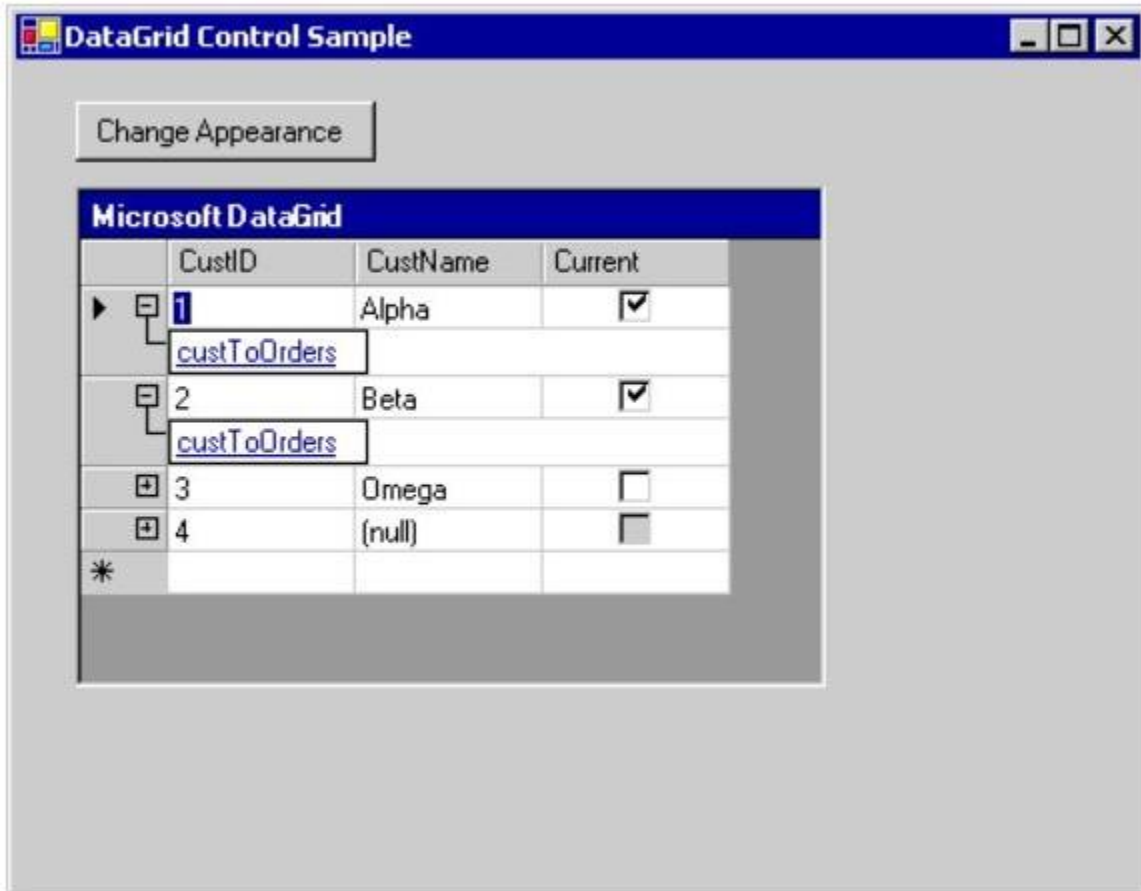 DataGrid Control Sample
Change Appearance
Microsoft DataGrid
CustID CustName Current
1 Alpha
custToOrders
2 Beta
custToOrders
3 Omega
4 (null)